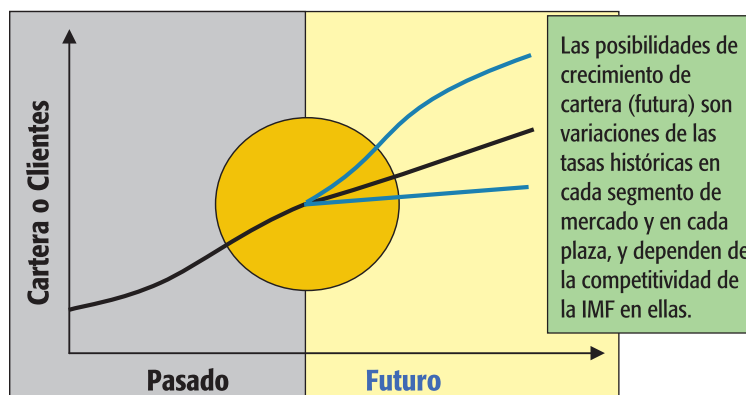 Cartera o Clientes
Pasado
Futuro
Las posibilidades de
crecimiento de
cartera (futura) son
variaciones de las
tasas históricas en
cada segmento de
mercado y en cada
plaza, y dependen de
la competitividad de
la IMF en ellas.